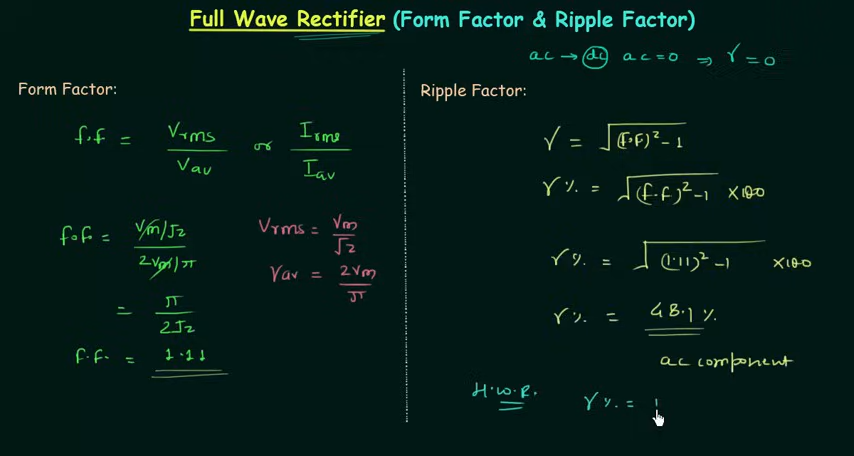 Full Wave Rectifier (Form Factor & Ripple Factor)
ac → dc ac = 0 ⇒ r = 0
Form Factor:
f.f = Vrms / Vav or Irms / Iav
f.f = Vm/√2 / 2Vm/π
= π / 2√2
f.f. = 1.11
Vrms = Vm / √2
Vav = 2Vm / π
Ripple Factor:
r = √(f.f)² - 1
r % = √(f.f)² - 1 × 100
r % = √(1.11)² - 1 × 100
r % = 48.1 %
ac component
H.W.R. r % = 1